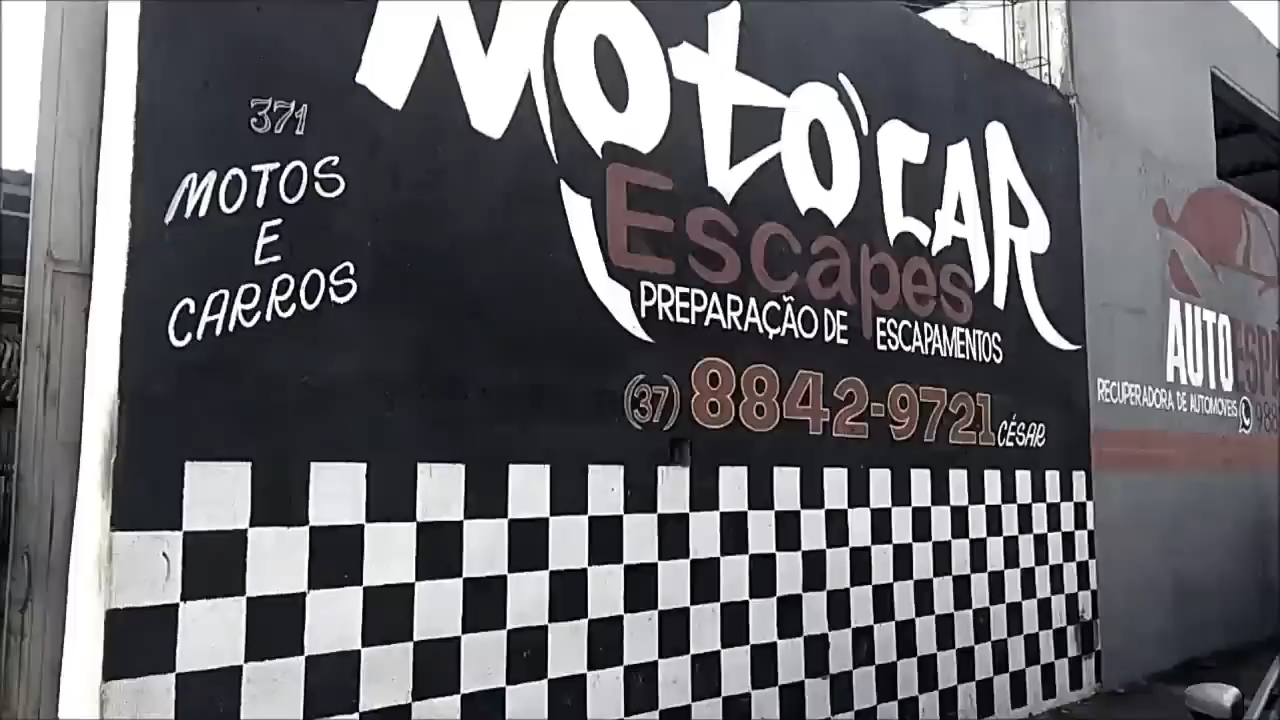 371
MOTOS
E
CARROS
MOTO'CAR
Escapes
PREPARAÇÃO DE ESCAPAMENTOS
(37) 8842-9721 CÉSAR
AUTO
RECUPERADORA DE AUTOMOVEIS